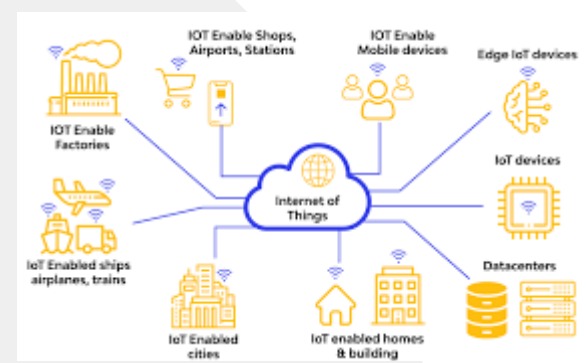 IOT Enable Shops,
Airports, Stations
IOT Enable
Mobile devices
Edge IoT devices
IOT Enable
Factories
IoT devices
Internet of
Things
IoT Enabled ships
airplanes, trains
Datacenters
IoT Enabled
cities
IoT enabled homes
& building